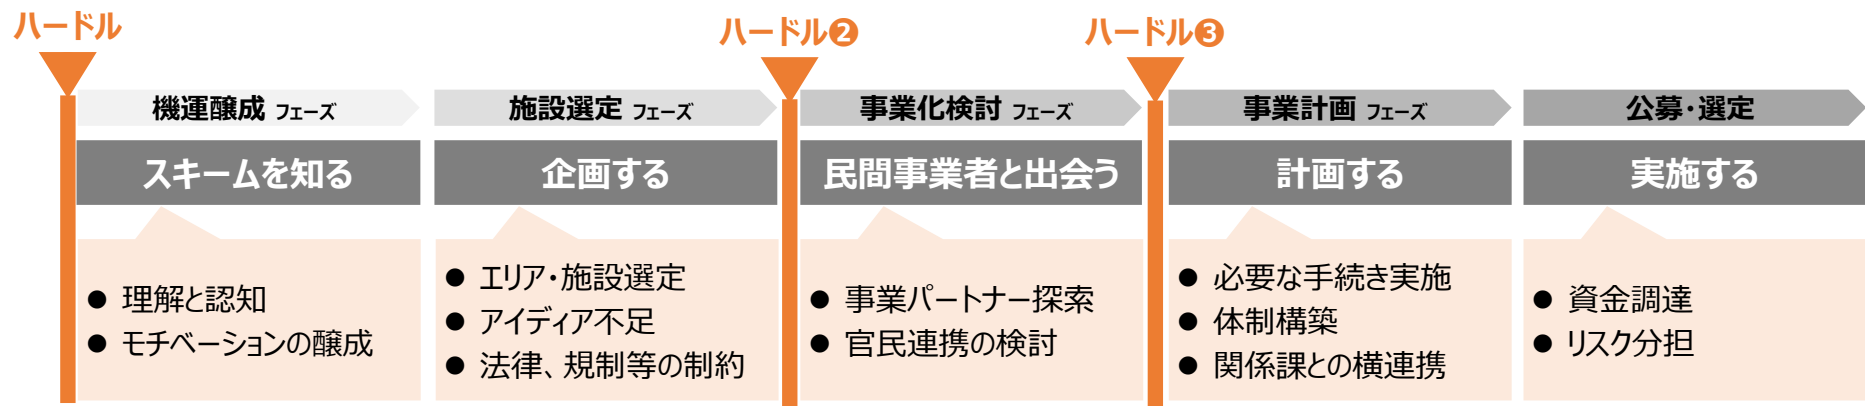 ハードル
ハードル❷
ハードル❸
機運醸成 フェーズ
施設選定 フェーズ
事業化検討 フェーズ
事業計画 フェーズ
公募・選定
スキームを知る
企画する
民間事業者と出会う
計画する
実施する
● 理解と認知
● モチベーションの醸成
● エリア・施設選定
● アイディア不足
● 法律、規制等の制約
● 事業パートナー探索
● 官民連携の検討
● 必要な手続き実施
● 体制構築
● 関係課との横連携
● 資金調達
● リスク分担